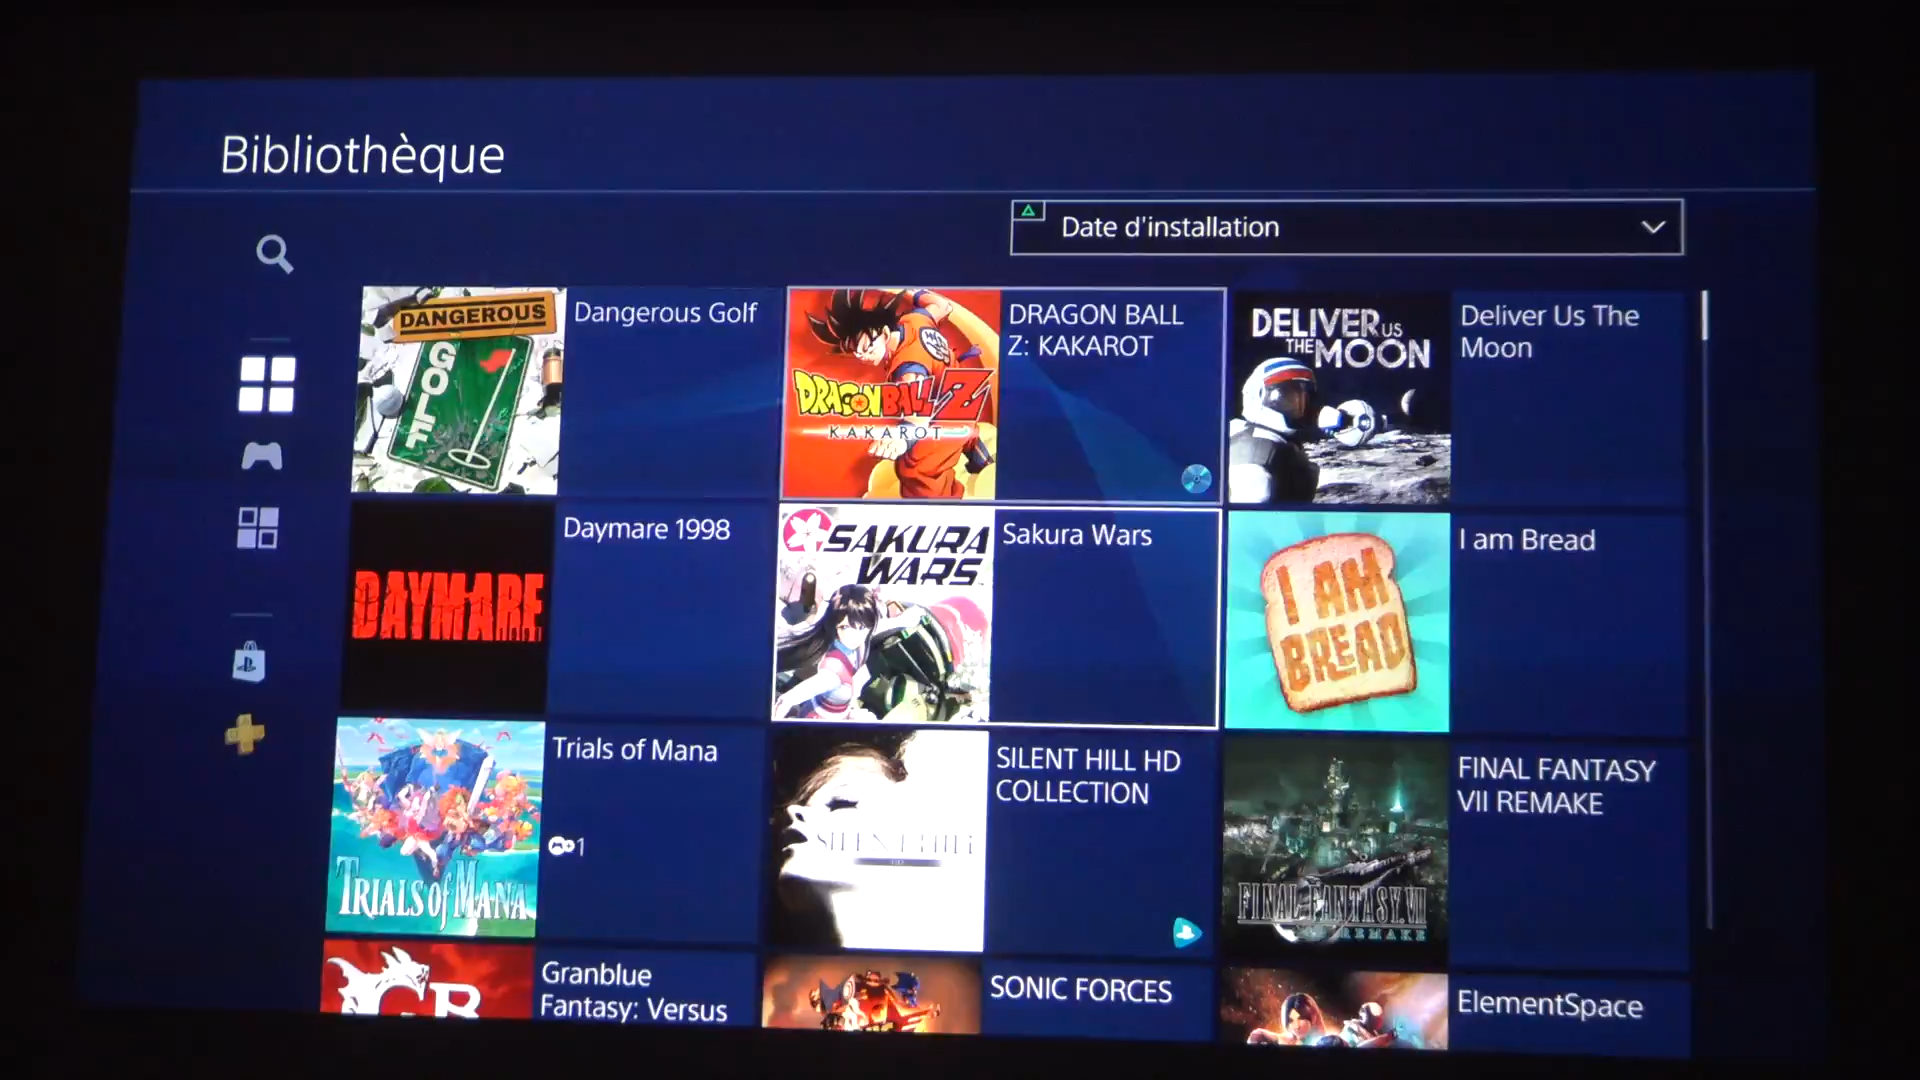 Bibliothèque
Date d'installation
DANGEROUS
GOLF
Dangerous Golf
DRAGON BALL Z
KAKAROT
DRAGON BALL
Z: KAKAROT
DELIVER US
THE MOON
Deliver Us The
Moon
DAYMARE
Daymare 1998
SAKURA
WARS
Sakura Wars
I AM
BREAD
I am Bread
TRIALS of MANA
Trials of Mana
+1
SILENT HILL
HD
SILENT HILL HD
COLLECTION
FINAL FANTASY VII
REMAKE
FINAL FANTASY
VII REMAKE
Granblue
Fantasy: Versus
SONIC FORCES
ElementSpace